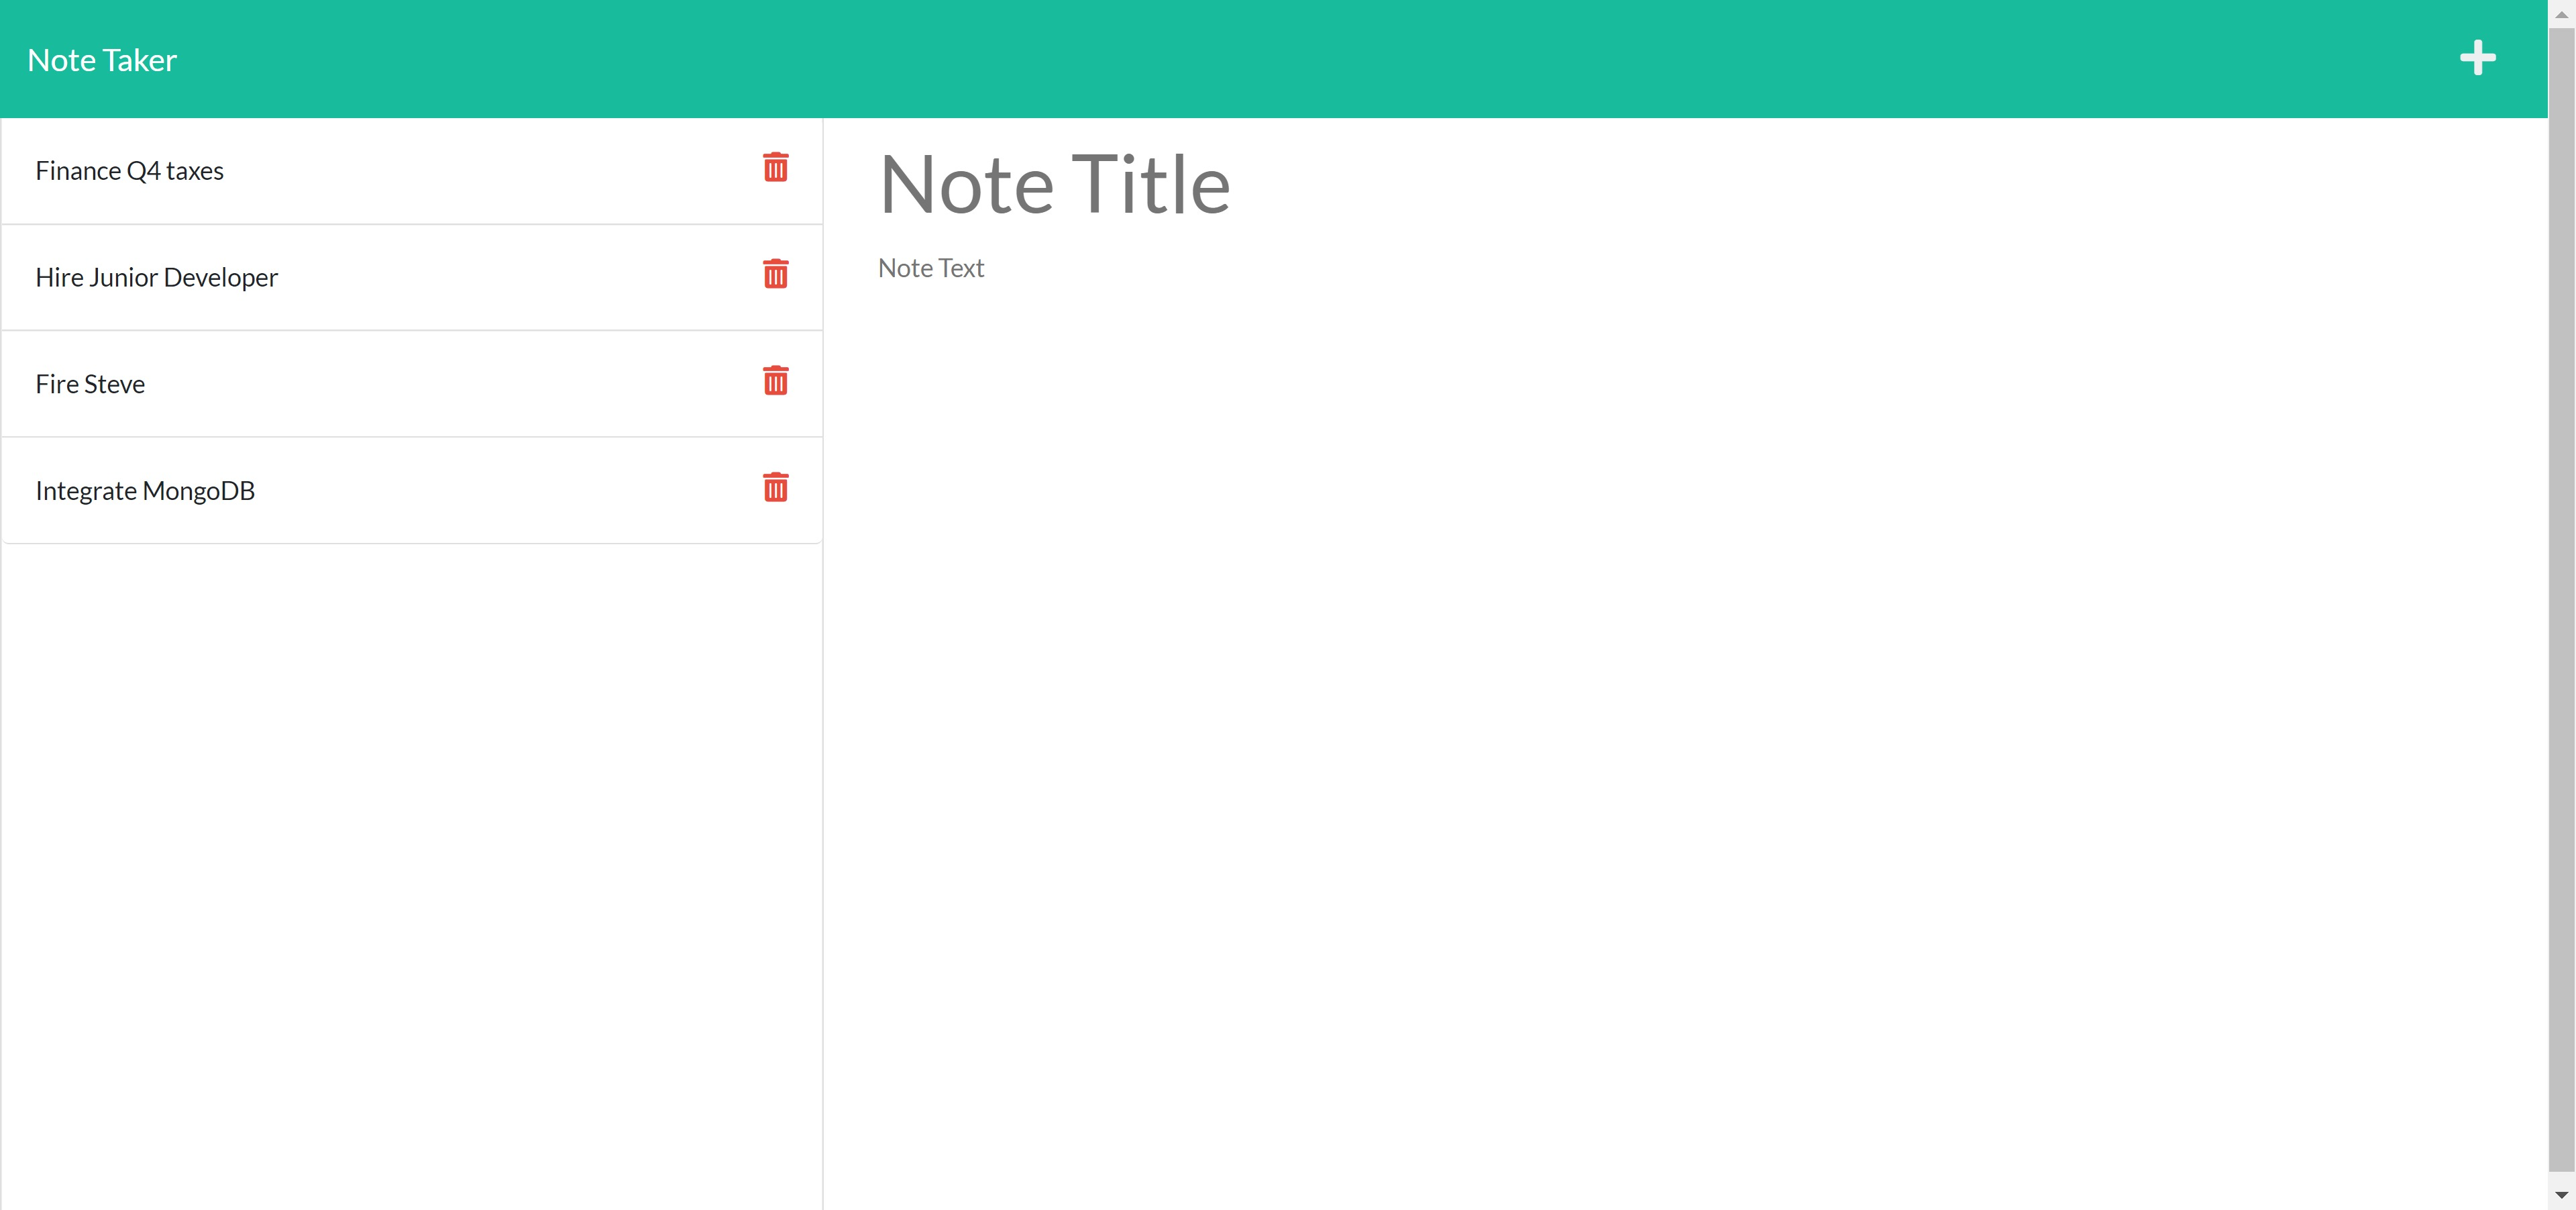 Note Taker
Finance Q4 taxes
Hire Junior Developer
Fire Steve
Integrate MongoDB
Note Title
Note Text